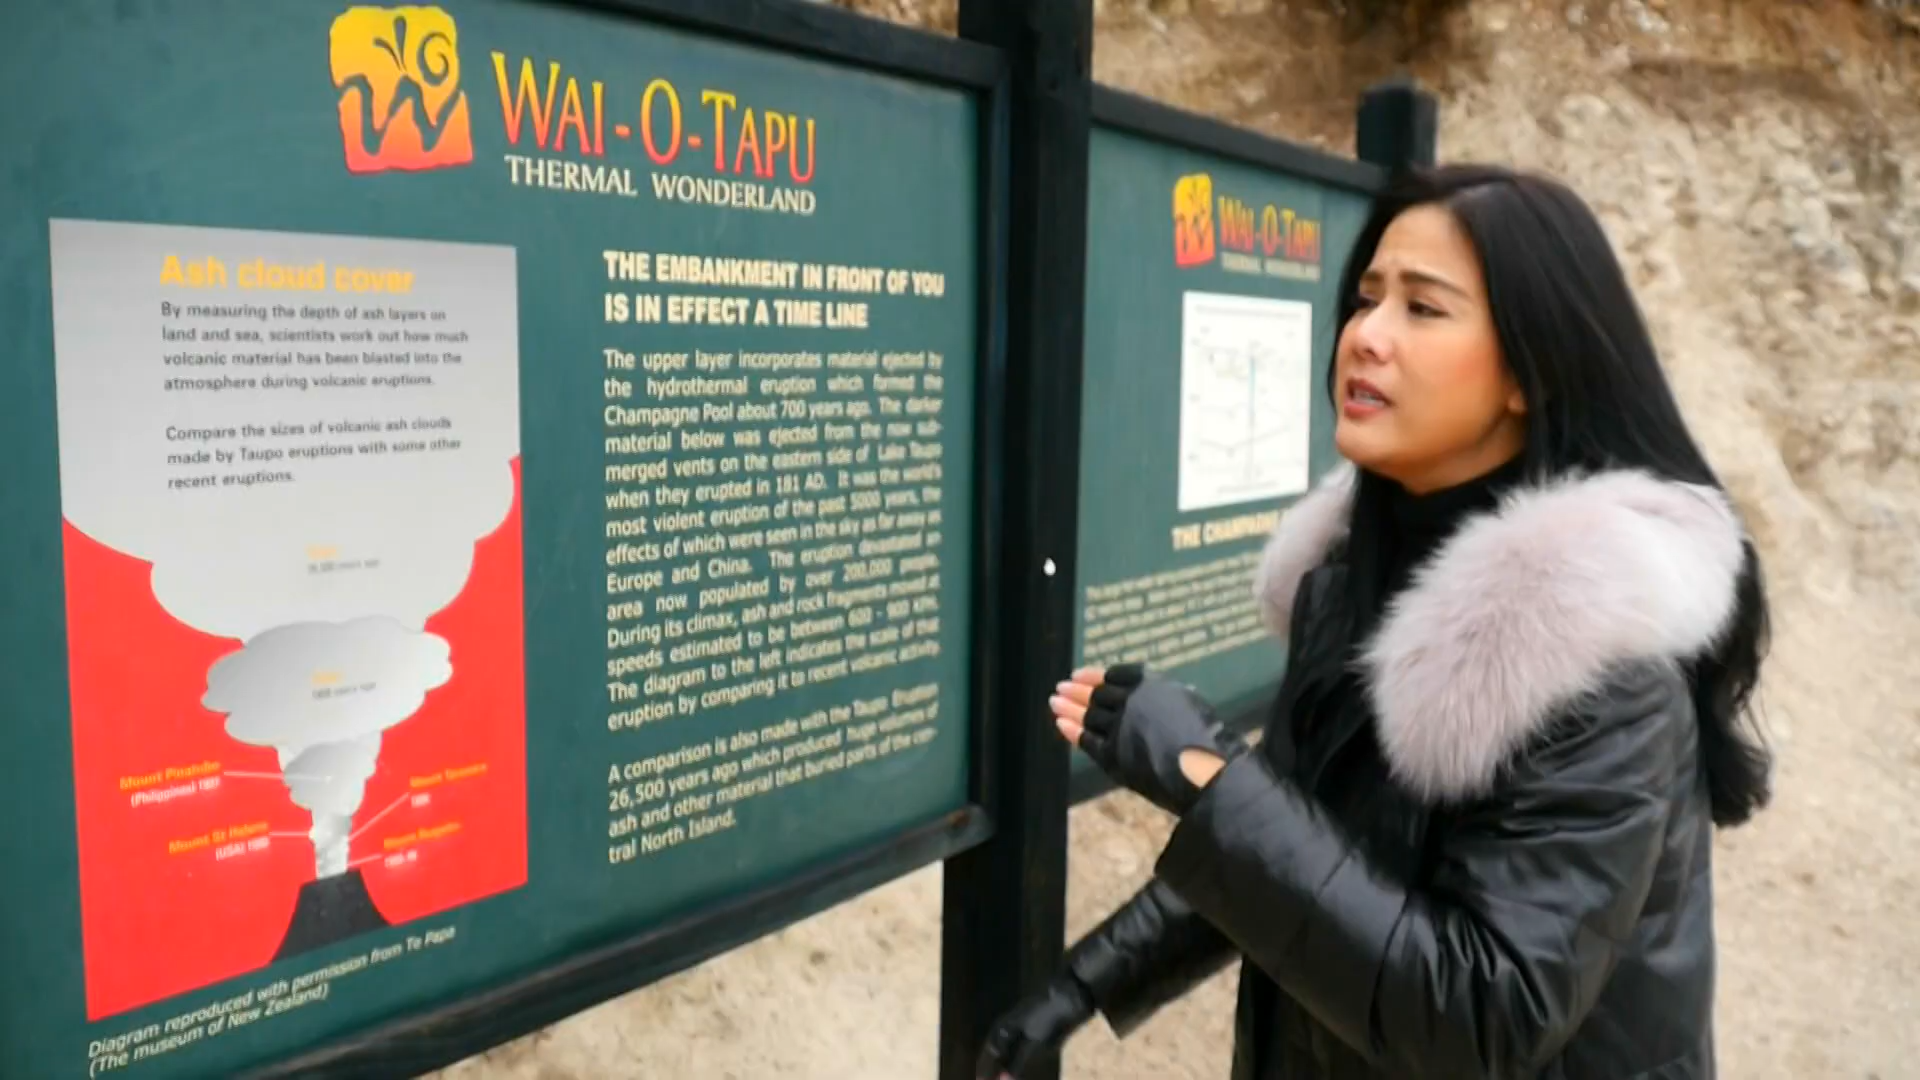 WAI-O-TAPU
THERMAL WONDERLAND
Ash cloud cover
By measuring the depth of ash layers on
land and sea, scientists work out how much
volcanic material has been blasted into the
atmosphere during volcanic eruptions.
Compare the sizes of volcanic ash clouds
made by Taupo eruptions with some other
recent eruptions.
Mount Pinatubo
(Philippines)
Mount St Helens
(USA)
Diagram reproduced with permission from Te Papa
(The museum of New Zealand)
THE EMBANKMENT IN FRONT OF YOU
IS IN EFFECT A TIME LINE
The upper layer incorporates material ejected by
the hydrothermal eruption which formed the
Champagne Pool about 700 years ago. The darker
material below was ejected from the now sub-
merged vents on the eastern side of Lake Taupo
when they erupted in 181 AD. It was the world's
most violent eruption of the past 5000 years, the
effects of which were seen in the sky as far away as
Europe and China. The eruption devastated an
area now populated by over 200,000 people.
During its climax, ash and rock fragments moved at
speeds estimated to be between 600 - 900 KPH.
The diagram to the left indicates the scale of that
eruption by comparing it to recent volcanic activity.
A comparison is also made with the Taupo Eruption
26,500 years ago which produced huge volumes of
ash and other material that buried parts of the cen-
tral North Island.
WAI-O-TAPU
THERMAL WONDERLAND
THE CHAMPAGNE